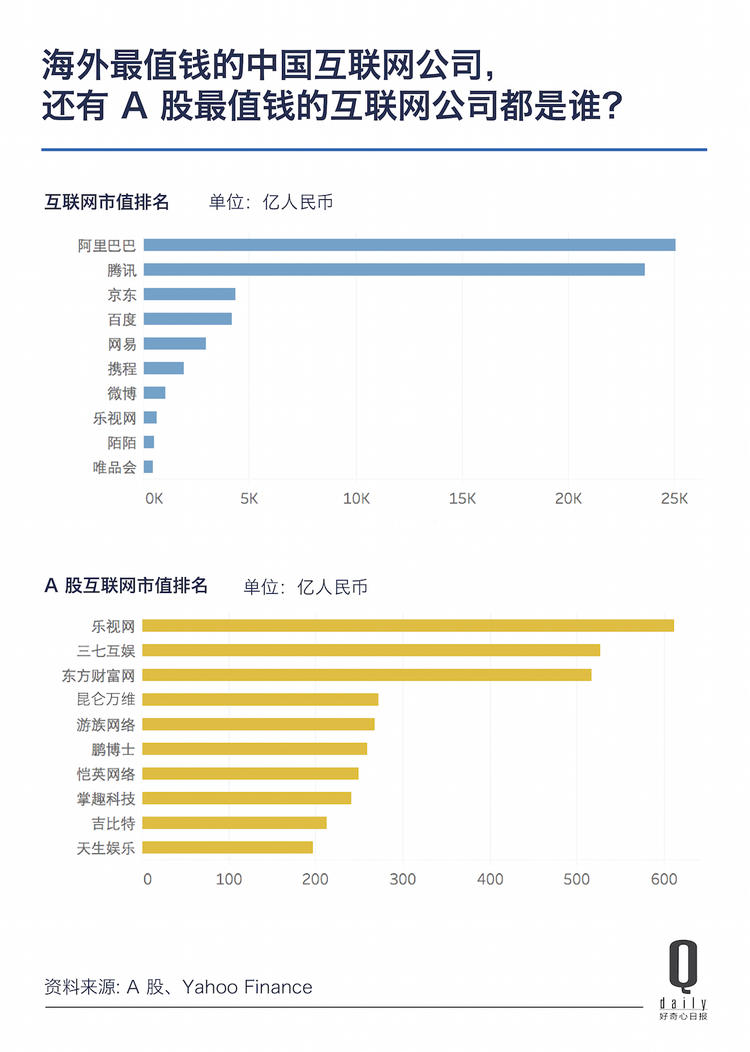 海外最值钱的中国互联网公司，
还有 A 股最值钱的互联网公司都是谁？
互联网市值排名 单位：亿人民币
阿里巴巴
腾讯
京东
百度
网易
携程
微博
乐视网
陌陌
唯品会
0K 5K 10K 15K 20K 25K
A 股互联网市值排名 单位：亿人民币
乐视网
三七互娱
东方财富网
昆仑万维
游族网络
鹏博士
恺英网络
掌趣科技
吉比特
天生娱乐
0 100 200 300 400 500 600
资料来源: A 股、Yahoo Finance
Q
daily
好奇心日报